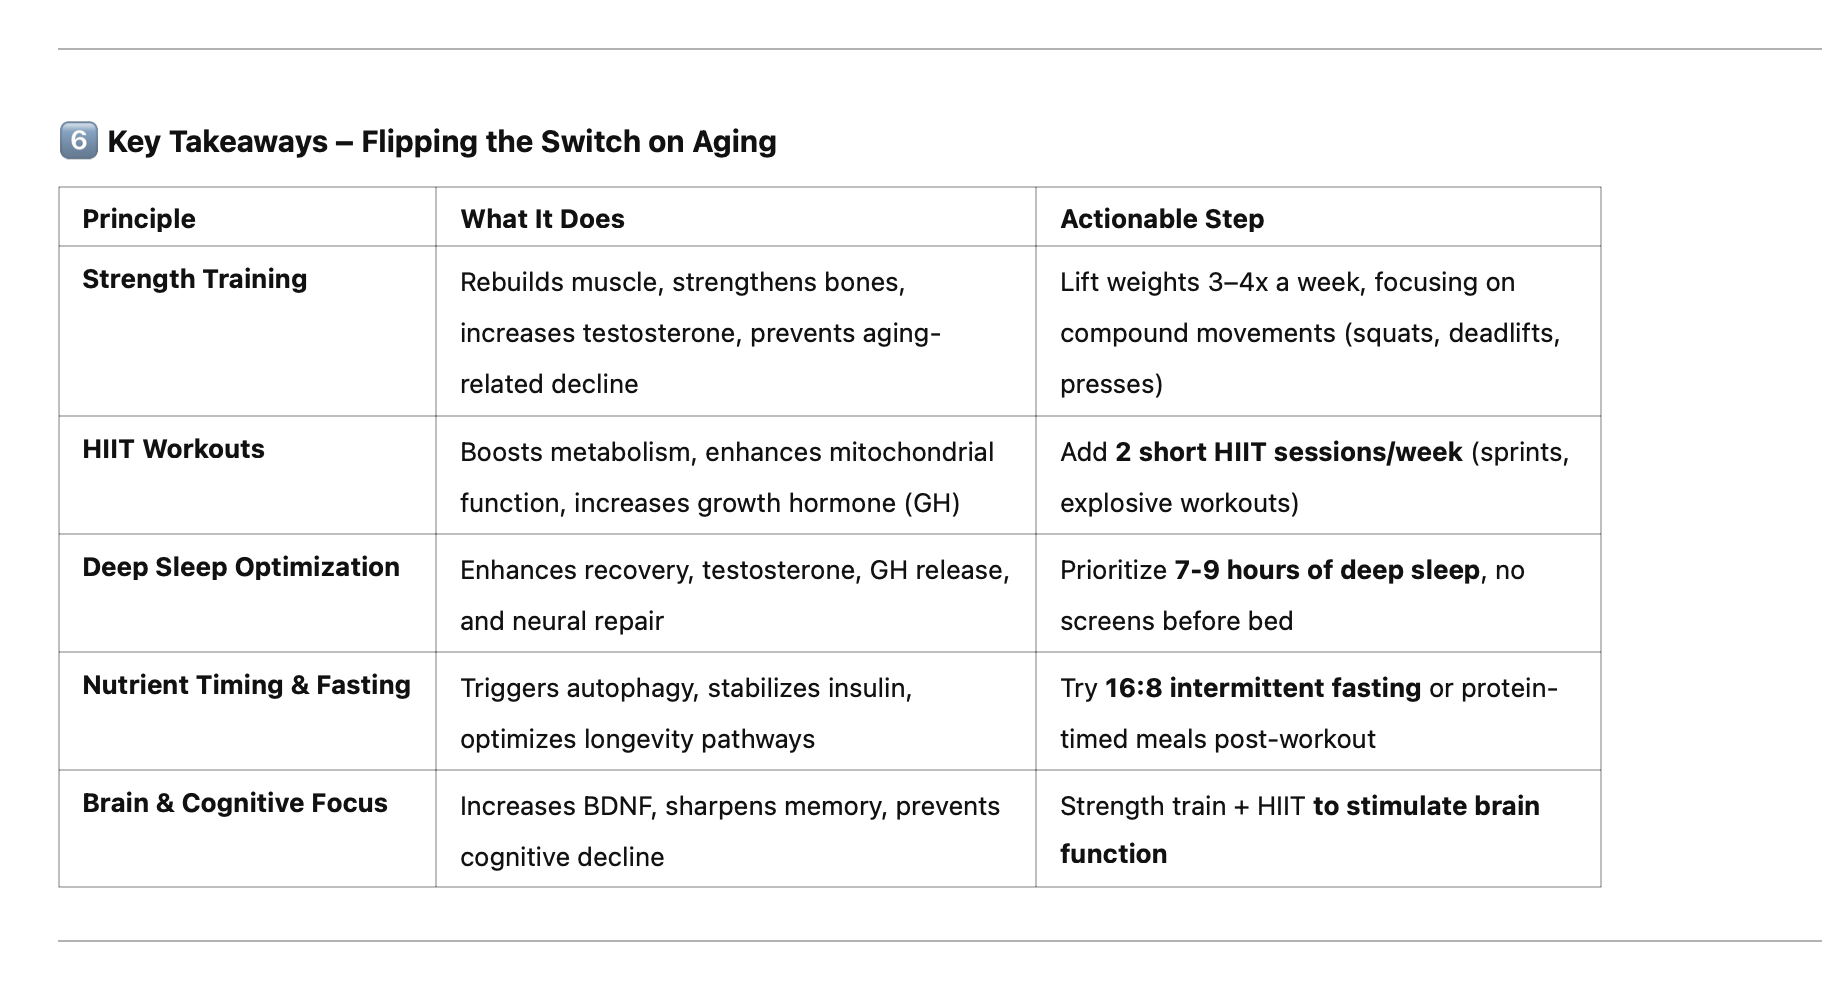 6️⃣ Key Takeaways – Flipping the Switch on Aging
Principle
What It Does
Actionable Step
Strength Training
Rebuilds muscle, strengthens bones,
increases testosterone, prevents aging-
related decline
Lift weights 3–4x a week, focusing on
compound movements (squats, deadlifts,
presses)
HIIT Workouts
Boosts metabolism, enhances mitochondrial
function, increases growth hormone (GH)
Add 2 short HIIT sessions/week (sprints,
explosive workouts)
Deep Sleep Optimization
Enhances recovery, testosterone, GH release,
and neural repair
Prioritize 7-9 hours of deep sleep, no
screens before bed
Nutrient Timing & Fasting
Triggers autophagy, stabilizes insulin,
optimizes longevity pathways
Try 16:8 intermittent fasting or protein-
timed meals post-workout
Brain & Cognitive Focus
Increases BDNF, sharpens memory, prevents
cognitive decline
Strength train + HIIT to stimulate brain
function